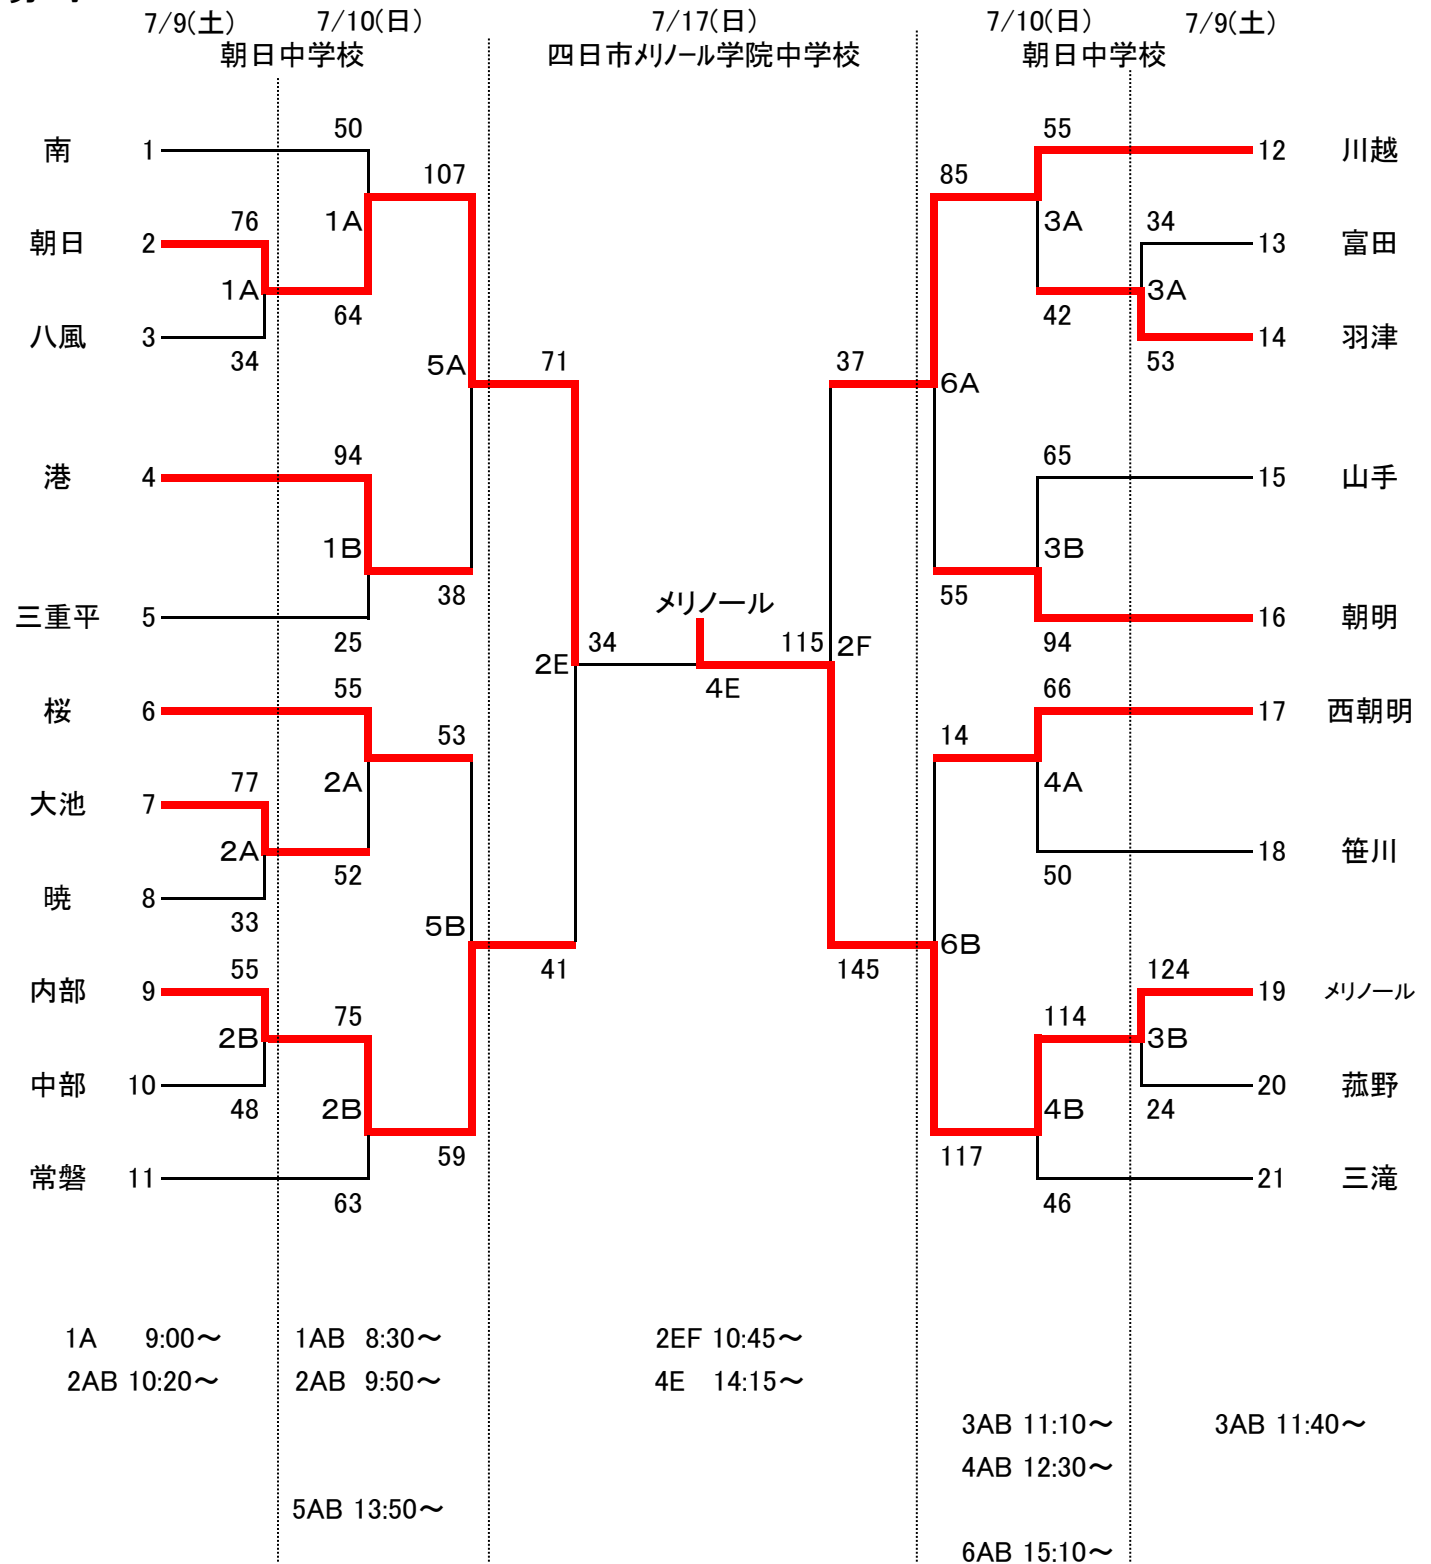 7/9(土) 7/10(日) 7/17(日) 7/10(日) 7/9(土)
朝日中学校 四日市メリノール学院中学校 朝日中学校
50 55
南 1 12 川越
107 85
76 1A 3A 34
朝日 2 13 富田
1A 3A
64 42
八風 3 14 羽津
34 5A 71 37 6A 53
94 65
港 4 15 山手
1B 3B
38 メリノール 55
三重平 5 16 朝明
25 34 115 2F 94
2E
55 4E 66
桜 6 17 西朝明
53 14
77 2A 4A
大池 7
2A 18 笹川
52 50
暁 8
33 5B
6B
55 41 145 124
内部 9 19 メリノール
75 114
2B 3B
中部 10 20 菰野
48 2B 4B 24
59 117
常磐 11 21 三滝
63 46
1A 9:00～ 1AB 8:30～ 2EF 10:45～
2AB 10:20～ 2AB 9:50～ 4E 14:15～
3AB 11:10～ 3AB 11:40～
4AB 12:30～
5AB 13:50～
6AB 15:10～